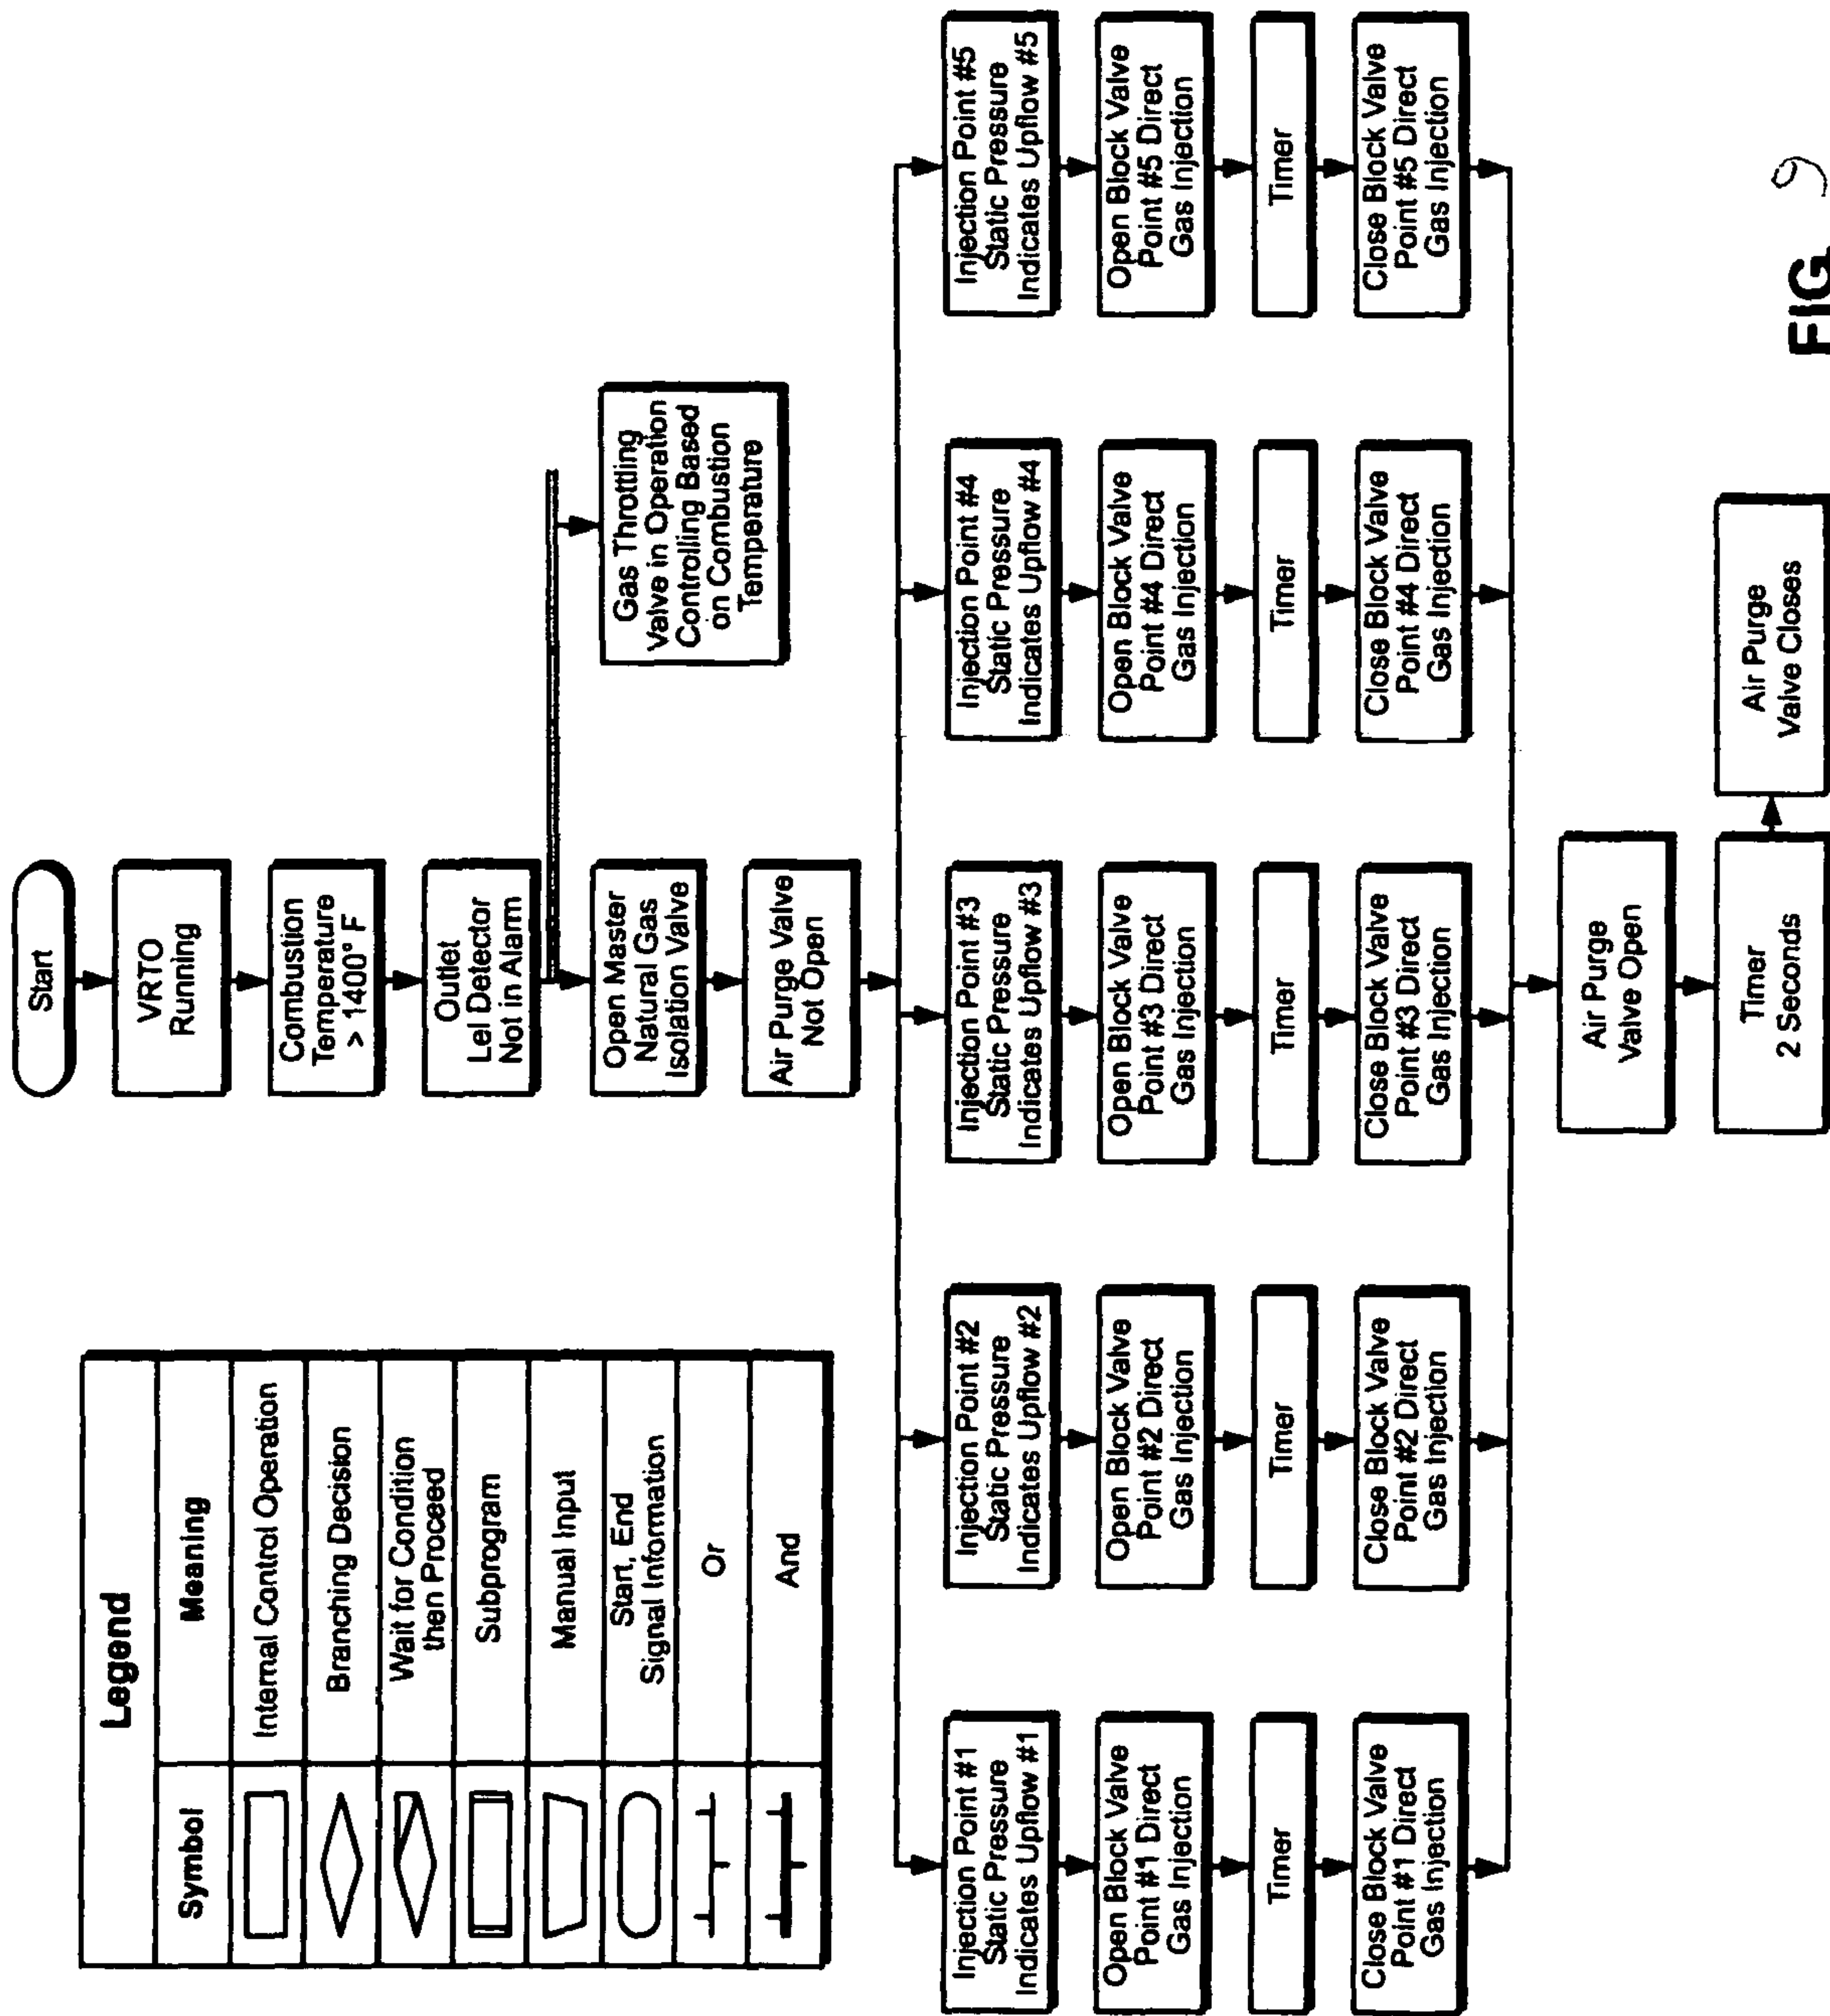 Legend
Symbol
Meaning
Internal Control Operation
Branching Decision
Wait for Condition
then Proceed
Subprogram
Manual Input
Start, End
Signal Information
Or
And
Start
VRTO
Running
Combustion
Temperature
> 1400° F
Outlet
Lel Detector
Not in Alarm
Gas Throttling
Valve in Operation
Controlling Based
on Combustion
Temperature
Open Master
Natural Gas
Isolation Valve
Air Purge Valve
Not Open
Injection Point #1
Static Pressure
Indicates Upflow #1
Open Block Valve
Point #1 Direct
Gas Injection
Timer
Close Block Valve
Point #1 Direct
Gas Injection
Injection Point #2
Static Pressure
Indicates Upflow #2
Open Block Valve
Point #2 Direct
Gas Injection
Timer
Close Block Valve
Point #2 Direct
Gas Injection
Injection Point #3
Static Pressure
Indicates Upflow #3
Open Block Valve
Point #3 Direct
Gas Injection
Timer
Close Block Valve
Point #3 Direct
Gas Injection
Injection Point #4
Static Pressure
Indicates Upflow #4
Open Block Valve
Point #4 Direct
Gas Injection
Timer
Close Block Valve
Point #4 Direct
Gas Injection
Injection Point #5
Static Pressure
Indicates Upflow #5
Open Block Valve
Point #5 Direct
Gas Injection
Timer
Close Block Valve
Point #5 Direct
Gas Injection
Air Purge
Valve Open
Timer
2 Seconds
Air Purge
Valve Closes
FIG 9